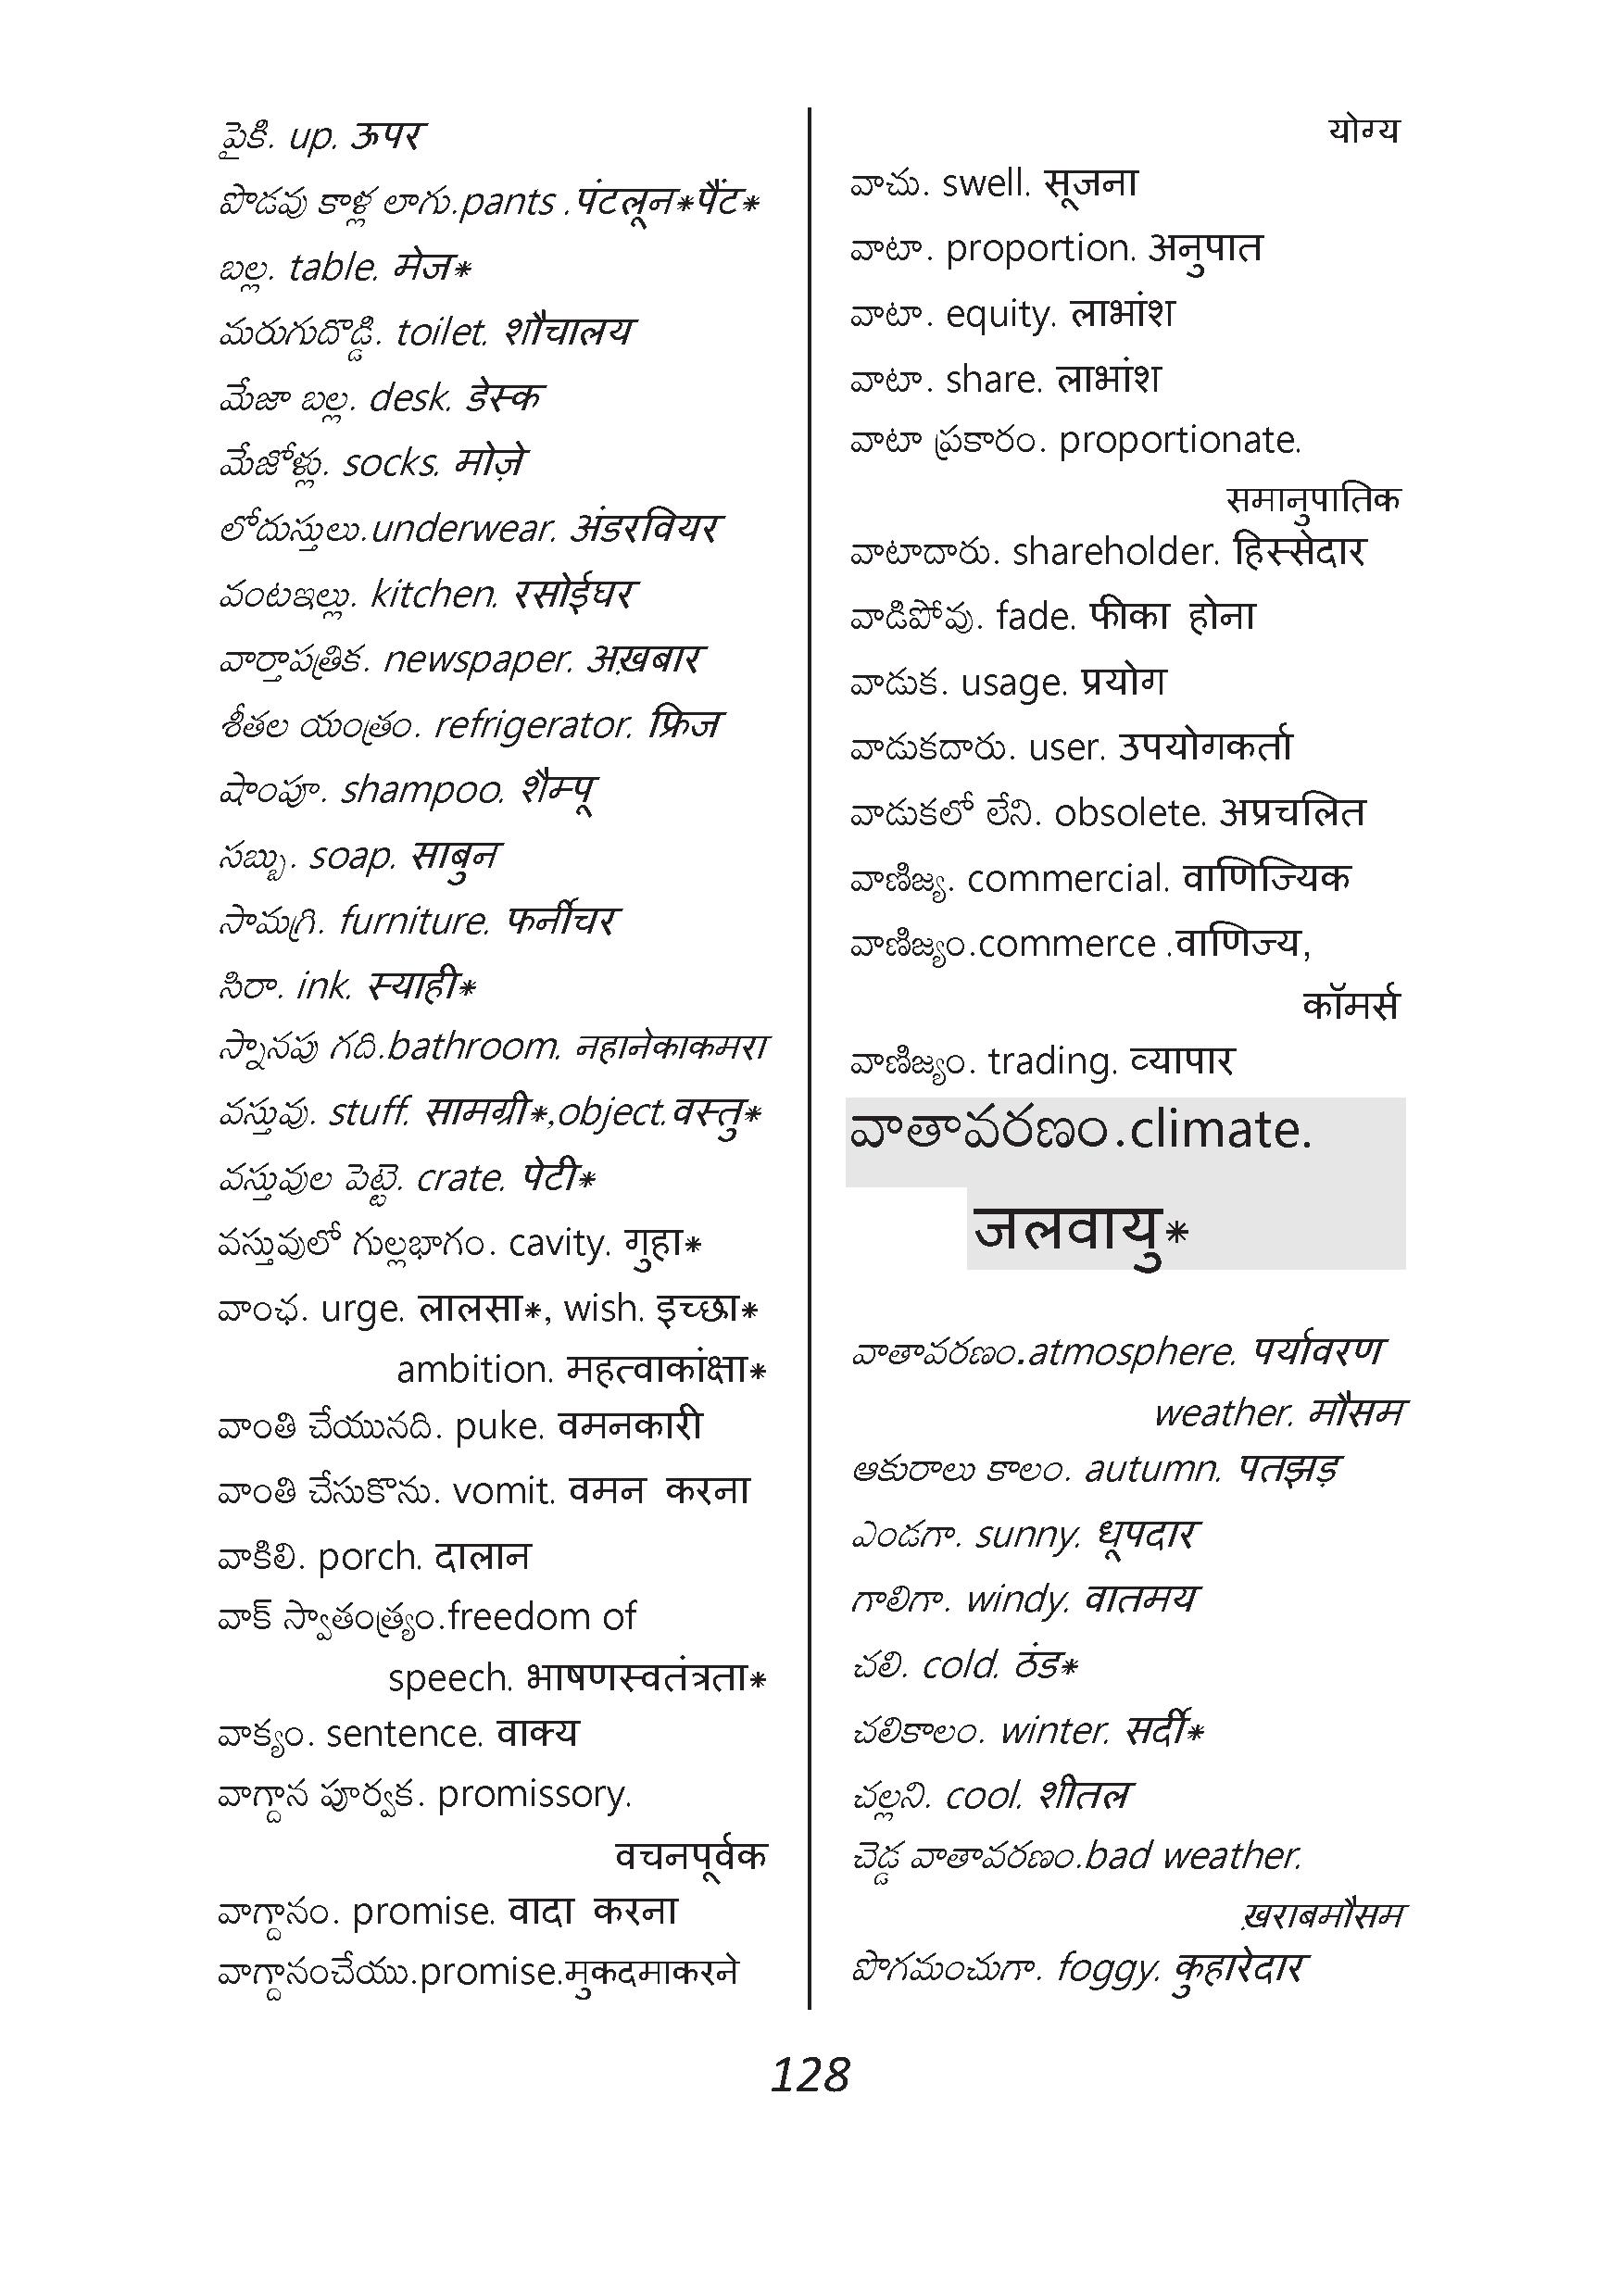 పైకి. up. ऊपर
పొడవు కాళ్ల లాగు.pants .पंटलून*पैंट*
బల్ల. table. मेज*
మరుగుదొడ్డి. toilet. शौचालय
మేజా బల్ల. desk. डेस्क
మేజోళ్లు. socks. मोज़े
లోదుస్తులు.underwear. अंडरवियर
వంటఇల్లు. kitchen. रसोईघर
వార్తాపత్రిక. newspaper. अख़बार
శీతల యంత్రం. refrigerator. फ्रिज
షాంపూ. shampoo. शैम्पू
సబ్బు. soap. साबुन
సామగ్రి. furniture. फर्नीचर
సిరా. ink. स्याही*
స్నానపు గది.bathroom. नहानेकाकमरा
వస్తువు. stuff. सामग्री*,object.वस्तु*
వస్తువుల పెట్టె. crate. पेटी*
వస్తువులో గుల్లభాగం. cavity. गुहा*
వాంఛ. urge. लालसा*, wish. इच्छा*
ambition. महत्वाकांक्षा*
వాంతి చేయునది. puke. वमनकारी
వాంతి చేసుకొను. vomit. वमन करना
వాకిలి. porch. दालान
వాక్ స్వాతంత్ర్యం.freedom of
speech. भाषणस्वतंत्रता*
వాక్యం. sentence. वाक्य
వాగ్దాన పూర్వక. promissory.
वचनपूर्वक
వాగ్దానం. promise. वादा करना
వాగ్దానంచేయు.promise.मुकदमाकरने
योग्य
వాచు. swell. सूजना
వాటా. proportion. अनुपात
వాటా. equity. लाभांश
వాటా. share. लाभांश
వాటా ప్రకారం. proportionate.
समानुपातिक
వాటాదారు. shareholder. हिस्सेदार
వాడిపోవు. fade. फीका होना
వాడుక. usage. प्रयोग
వాడుకదారు. user. उपयोगकर्ता
వాడుకలో లేని. obsolete. अप्रचलित
వాణిజ్య. commercial. वाणिज्यिक
వాణిజ్యం.commerce .वाणिज्य,
कॉमर्स
వాణిజ్యం. trading. व्यापार
వాతావరణం.climate.
जलवायु*
వాతావరణం.atmosphere. पर्यावरण
weather. मौसम
ఆకురాలు కాలం. autumn. पतझड़
ఎండగా. sunny. धूपदार
గాలిగా. windy. वातमय
చలి. cold. ठंड*
చలికాలం. winter. सर्दी*
చల్లని. cool. शीतल
చెడ్డ వాతావరణం.bad weather.
ख़राबमौसम
పొగమంచుగా. foggy. कुहारेदार
128